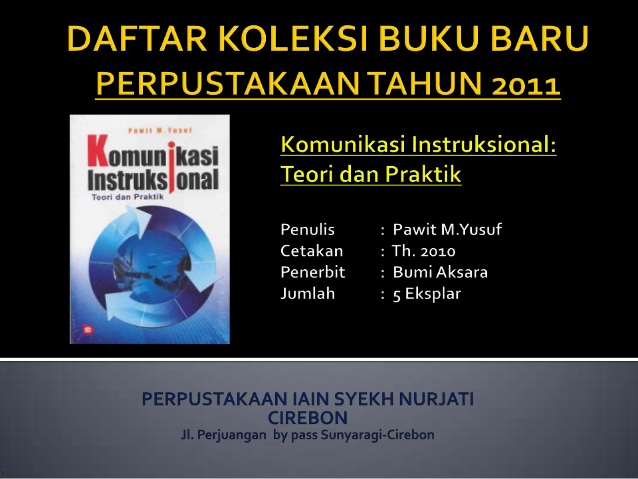 DAFTAR KOLEKSI BUKU BARU
PERPUSTAKAAN TAHUN 2011
Pawit M. Yusuf
Komunikasi
Instruksional
Teori dan Praktik
Komunikasi Instruksional:
Teori dan Praktik
Penulis : Pawit M.Yusuf
Cetakan : Th. 2010
Penerbit : Bumi Aksara
Jumlah : 5 Eksplar
PERPUSTAKAAN IAIN SYEKH NURJATI
CIREBON
Jl. Perjuangan by pass Sunyaragi-Cirebon